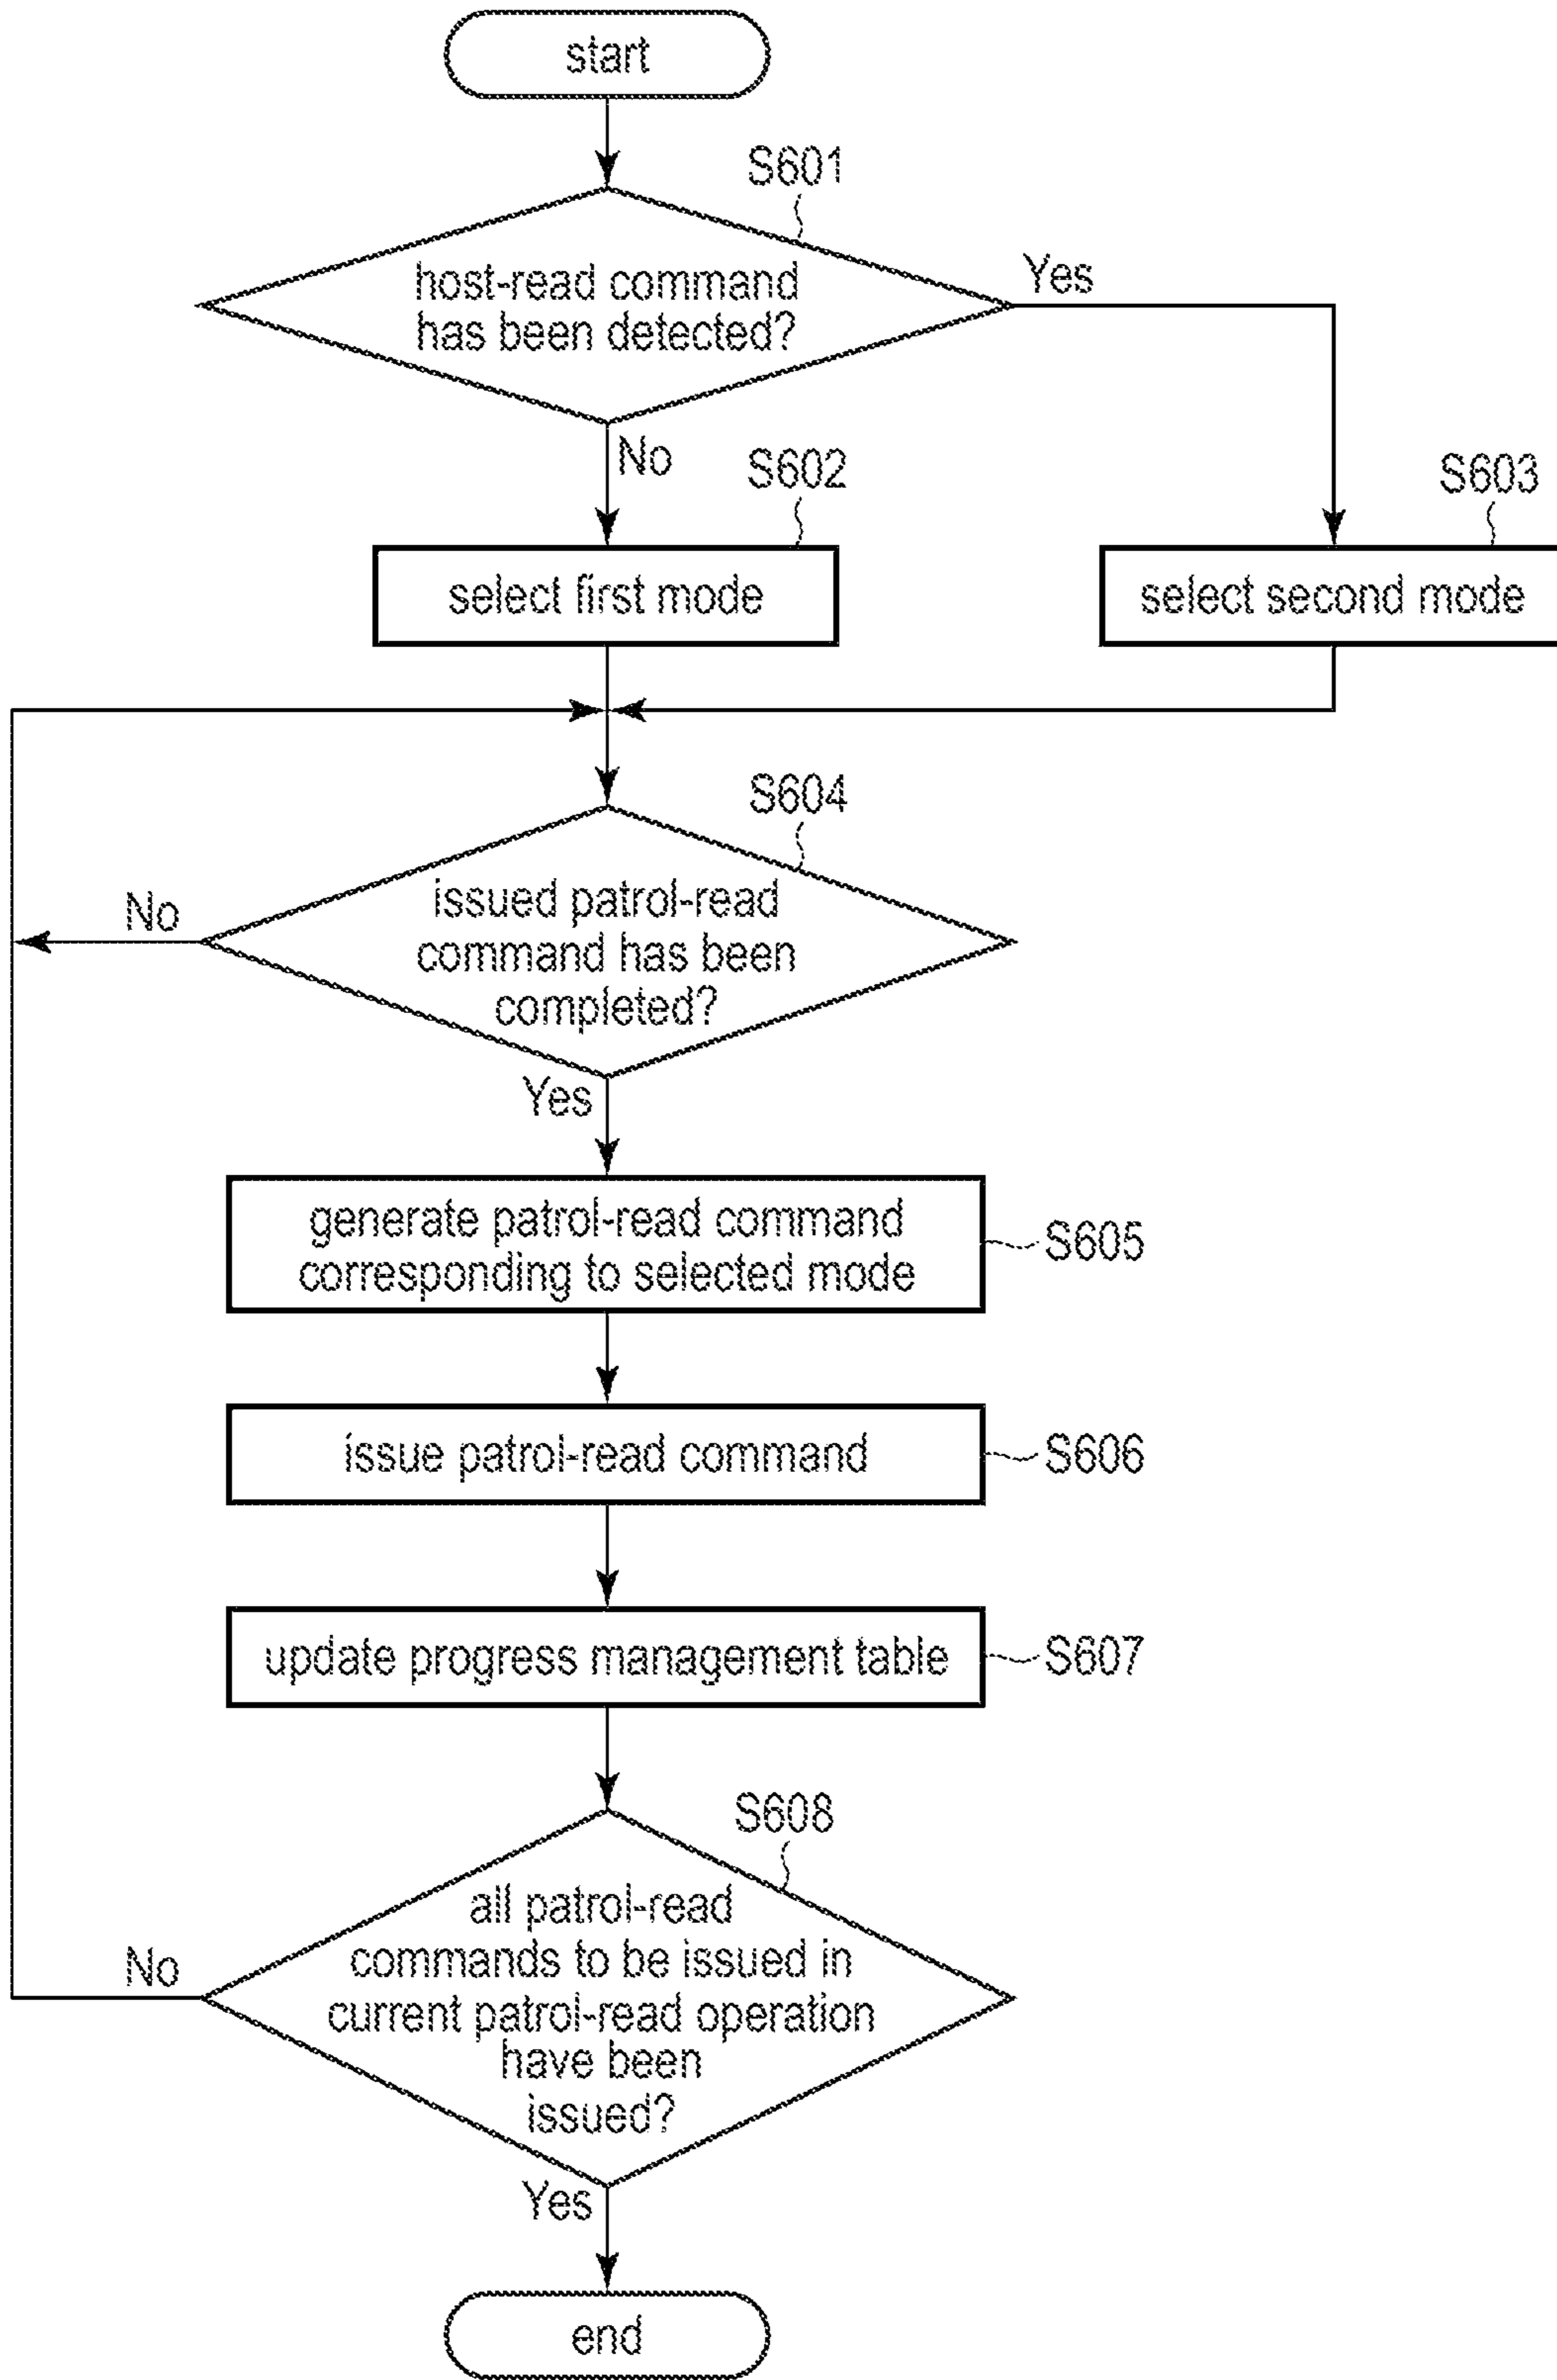 start
S601
host-read command
has been detected?
Yes
No
S602
S603
select first mode
select second mode
S604
issued patrol-read
command has been
completed?
No
Yes
generate patrol-read command
corresponding to selected mode
S605
issue patrol-read command
S606
update progress management table
S607
S608
all patrol-read
commands to be issued in
current patrol-read operation
have been
issued?
No
Yes
end